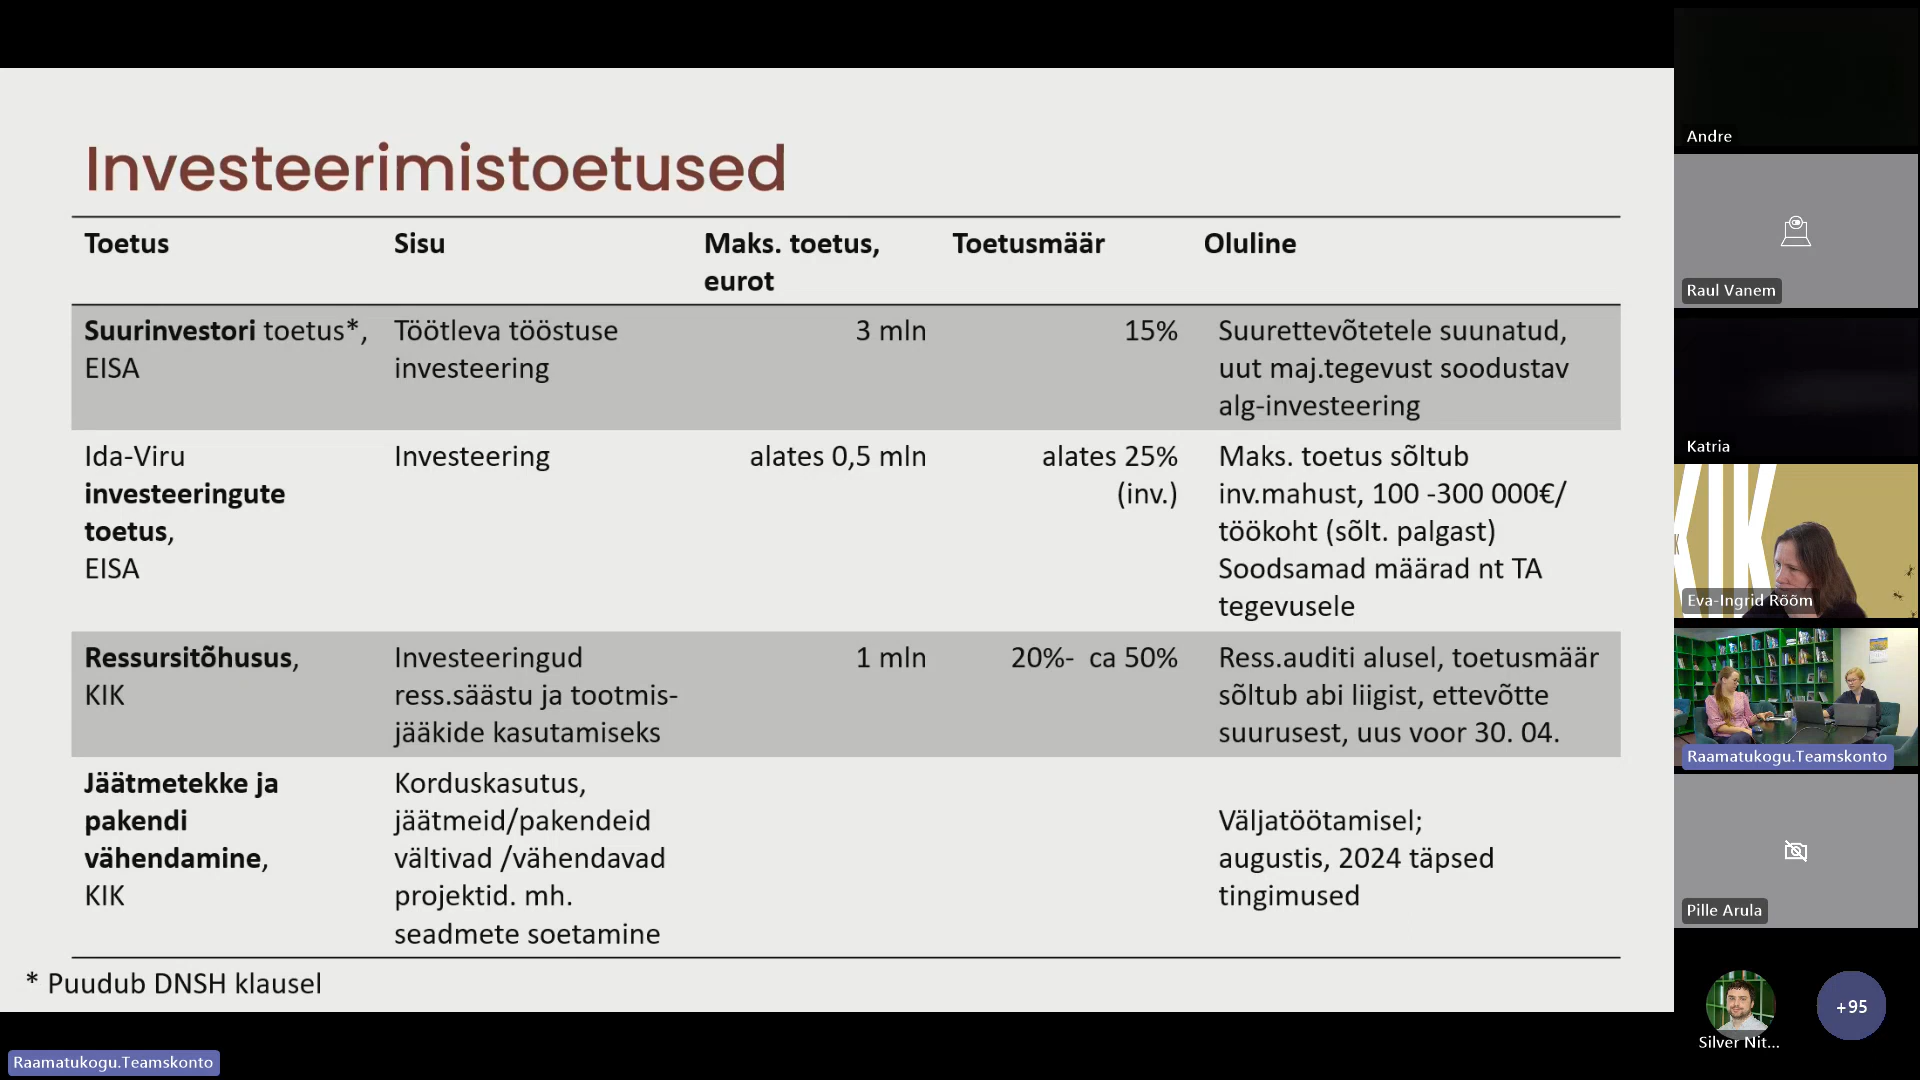 Investeerimistoetused
Toetus
Sisu
Maks. toetus,
eurot
Toetusmäär
Oluline
Suurinvestori toetus*,
EISA
Töötleva tööstuse
investeering
3 mln
15%
Suurettevõtetele suunatud,
uut maj.tegevust soodustav
alg-investeering
Ida-Viru
investeeringute
toetus,
EISA
Investeering
alates 0,5 mln
alates 25%
(inv.)
Maks. toetus sõltub
inv.mahust, 100 -300 000€/
töökoht (sõlt. palgast)
Soodsamad määrad nt TA
tegevusele
Ressursitõhusus,
KIK
Investeeringud
ress.säästu ja tootmis-
jääkide kasutamiseks
1 mln
20%- ca 50%
Ress.auditi alusel, toetusmäär
sõltub abi liigist, ettevõtte
suurusest, uus voor 30. 04.
Jäätmetekke ja
pakendi
vähendamine,
KIK
Korduskasutus,
jäätmeid/pakendeid
vältivad /vähendavad
projektid. mh.
seadmete soetamine
Väljatöötamisel;
augustis, 2024 täpsed
tingimused
* Puudub DNSH klausel
Raamatukogu.Teamskonto
Andre
Raul Vanem
Katria
KIK
Eva-Ingrid Rõõm
Raamatukogu.Teamskonto
Pille Arula
Silver Nit...
+95